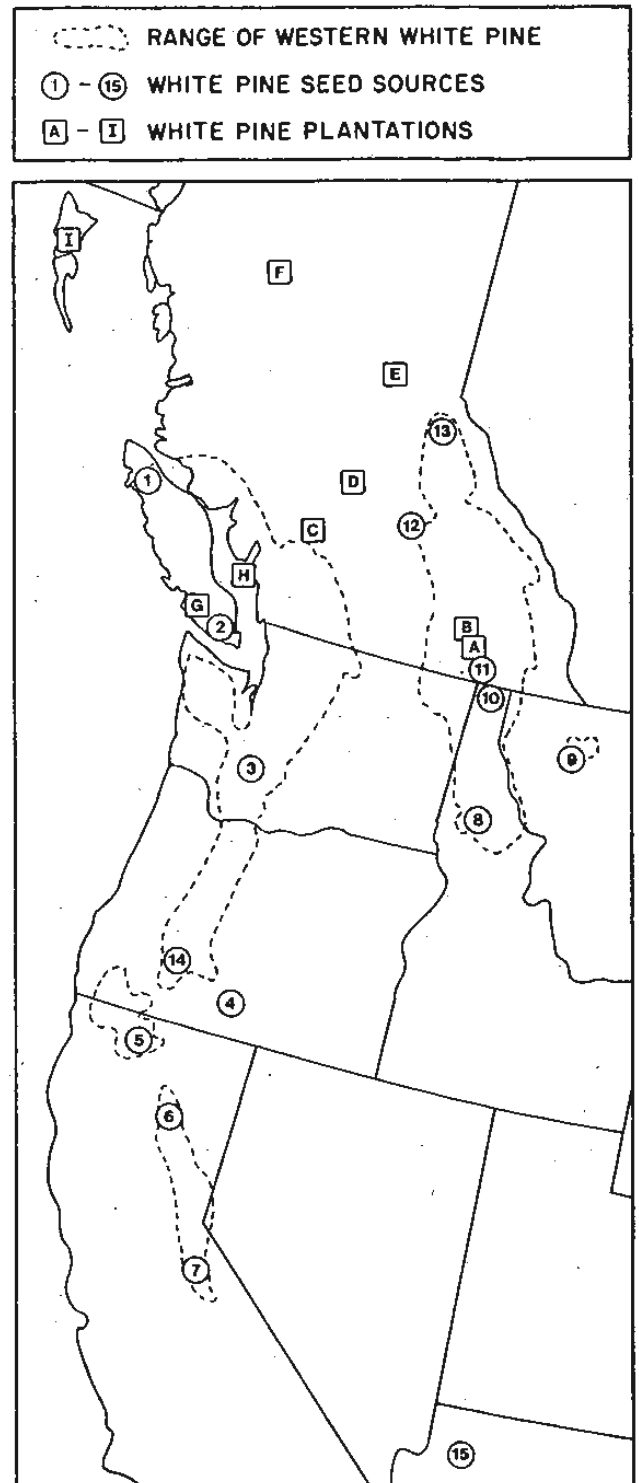 RANGE OF WESTERN WHITE PINE
1 - 15 WHITE PINE SEED SOURCES
A - I WHITE PINE PLANTATIONS
I
F
E
13
1
D
12
C
H
G
2
B
A
11
10
9
3
8
14
4
5
6
7
15